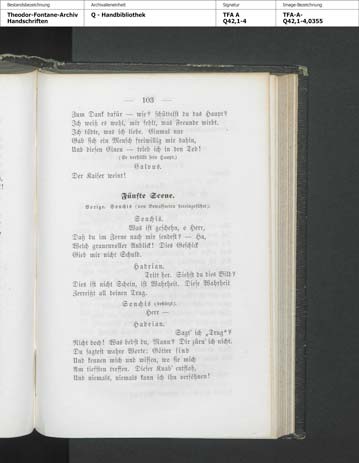 Bestandsbezeichnung
Theodor-Fontane-Archiv
Handschriften
Archivalieneinheit
Q - Handbibliothek
Signatur
TFA A
Q42,1-4
Image-Bezeichnung
TFA-A-
Q42,1-4,0355
— 103 —
Zum Dank dafür — wie? schüttelst du das Haupt?
Ich weiß es wohl, mir fehlt, was Freunde wirbt.
Ich tödte, was ich liebe. Einmal nur
Gab sich ein Mensch freiwillig mir dahin,
Und diesen Einen — trieb ich in den Tod!
(Er verhüllt sein Haupt.)
Galvus.
Der Kaiser weint!
Fünfte Scene.
Vorige. Sonchis (von Bewaffneten hereingeführt).
Sonchis.
Was ist geschehn, o Herr,
Daß du im Zorne nach mir sendest? — Ha,
Welch grauenvoller Anblick! Dies Geschick
Gieb mir nicht Schuld.
Hadrian.
Tritt her. Siehst du dies Bild?
Dies ist nicht Schein, ist Wahrheit. Diese Wahrheit
Zerreißt all deinen Trug.
Sonchis (bestürzt).
Herr —
Hadrian.
Sagt' ich „Trug“?
Nicht doch! Was bebst du, Mann? Dir zürn' ich nicht.
Du sagtest wahre Worte: Götter sind
Und kennen mich und wissen, wo sie mich
Am tiefsten treffen. Dieser Knab' entfloh,
Und niemals, niemals kann ich ihn versöhnen!